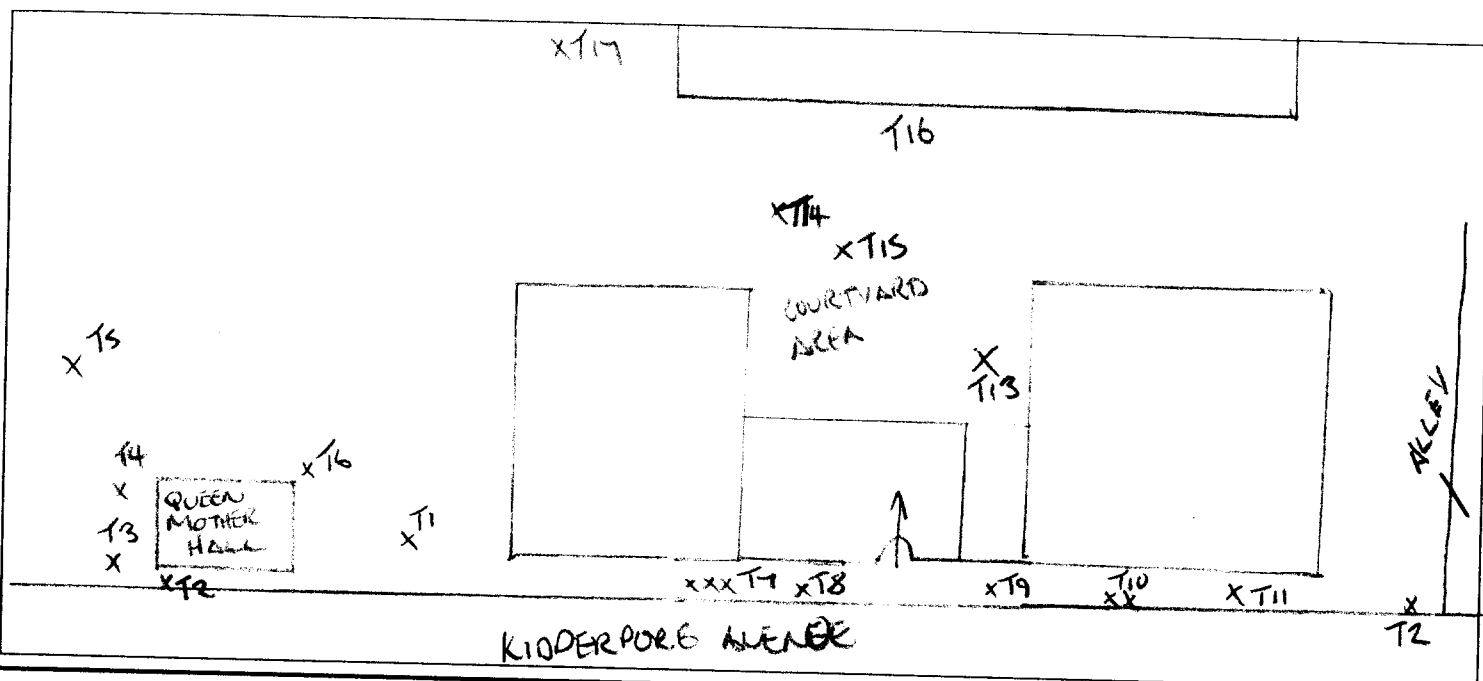 xT17
T16
xT14
xT15
COURTYARD
AREA
x T5
x
T13
ALLEY
T4
x
xT6
QUEEN
MOTHER
HALL
T3
x
xT1
xT2
xxxT7
xT8
xT9
T10
xx
xT11
x
T2
KIDDERPORE AVENUE